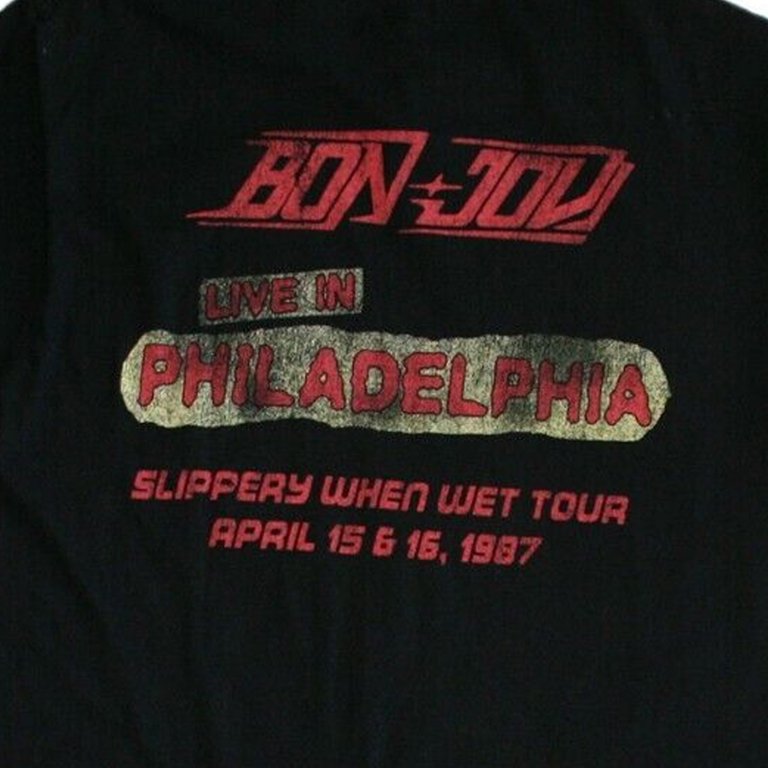 BON JOVI
LIVE IN
PHILADELPHIA
SLIPPERY WHEN WET TOUR
APRIL 15 & 16, 1987